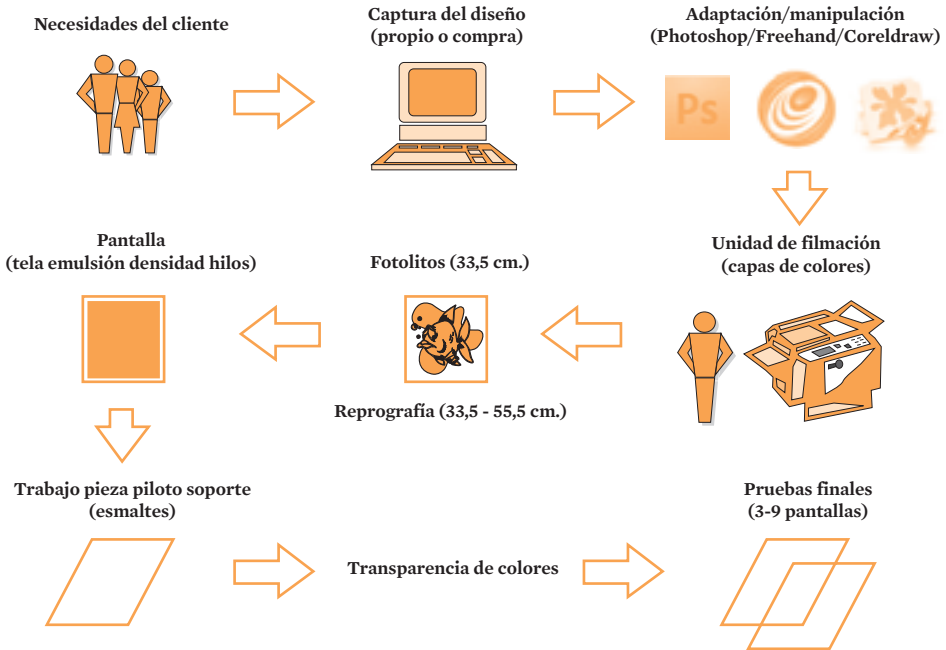 Necesidades del cliente
Captura del diseño
(propio o compra)
Adaptación/manipulación
(Photoshop/Freehand/Coreldraw)
Ps
Unidad de filmación
(capas de colores)
Fotolitos (33,5 cm.)
Reprografía (33,5 - 55,5 cm.)
Pantalla
(tela emulsión densidad hilos)
Trabajo pieza piloto soporte
(esmaltes)
Transparencia de colores
Pruebas finales
(3-9 pantallas)